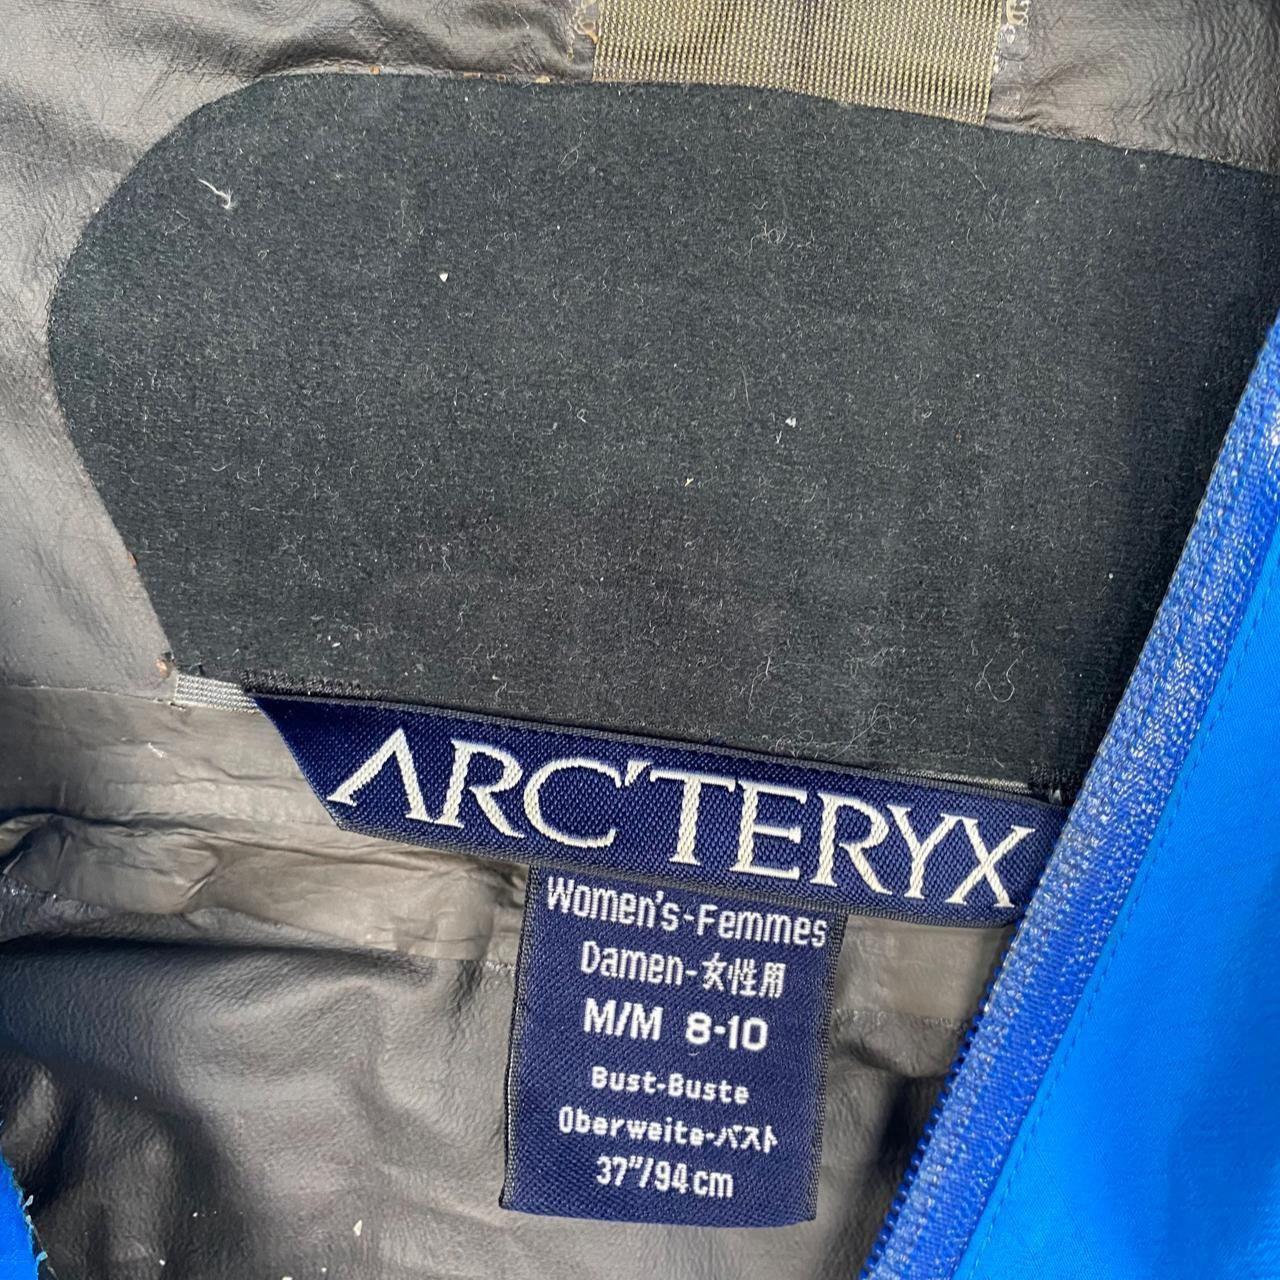 ARC'TERYX
Women's-Femmes
Damen-女性用
M/M 8-10
Bust-Buste
Oberweite-バスト
37"/94cm